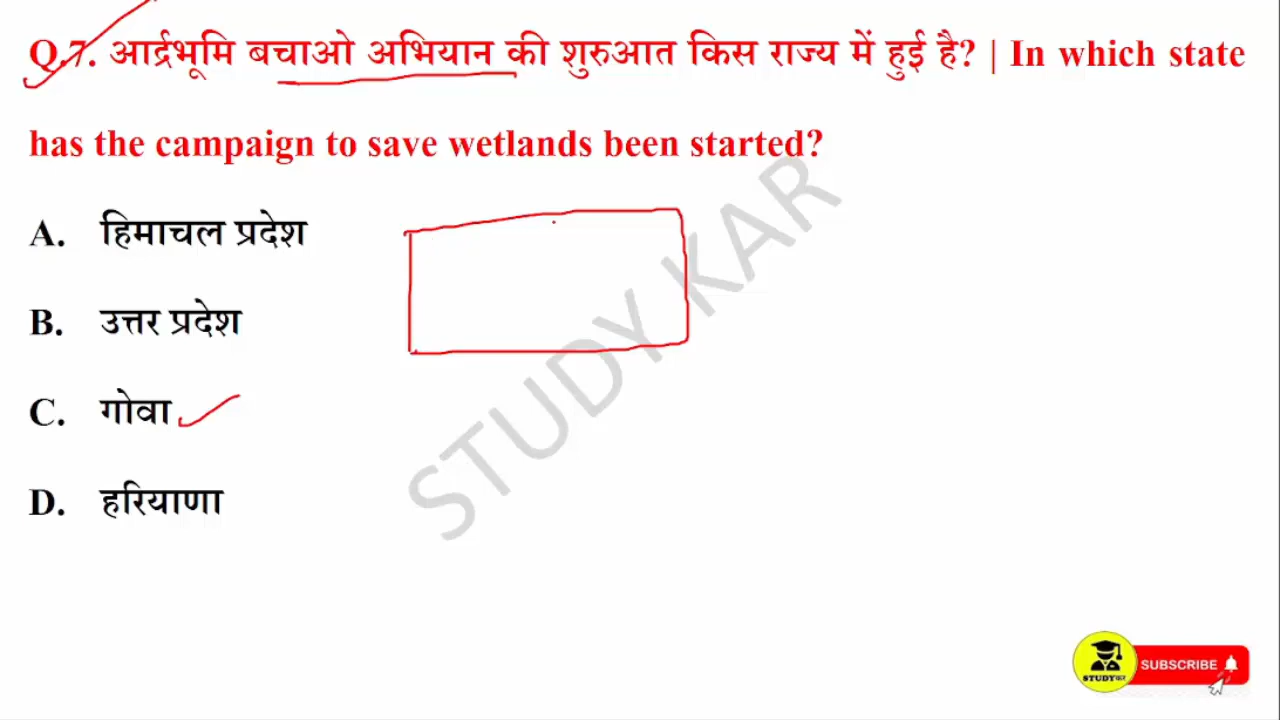 Q.7. आर्द्रभूमि बचाओ अभियान की शुरुआत किस राज्य में हुई है? | In which state
has the campaign to save wetlands been started?
A. हिमाचल प्रदेश
B. उत्तर प्रदेश
C. गोवा
D. हरियाणा
STUDY KAR
SUBSCRIBE